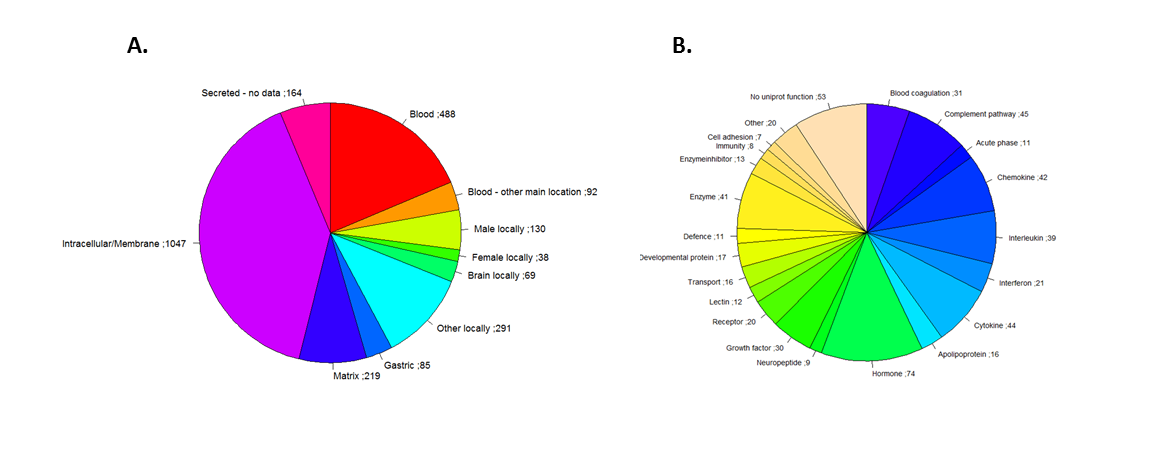 A.
Secreted - no data ;164
Blood ;488
Blood - other main location ;92
Male locally ;130
Female locally ;38
Brain locally ;69
Other locally ;291
Gastric ;85
Matrix ;219
Intracellular/Membrane ;1047
B.
No uniprot function ;53
Blood coagulation ;31
Complement pathway ;45
Acute phase ;11
Chemokine ;42
Interleukin ;39
Interferon ;21
Cytokine ;44
Apolipoprotein ;16
Hormone ;74
Neuropeptide ;9
Growth factor ;30
Receptor ;20
Lectin ;12
Transport ;16
Developmental protein ;17
Defence ;11
Enzyme ;41
Enzymeinhibitor ;13
Immunity ;8
Cell adhesion ;7
Other ;20